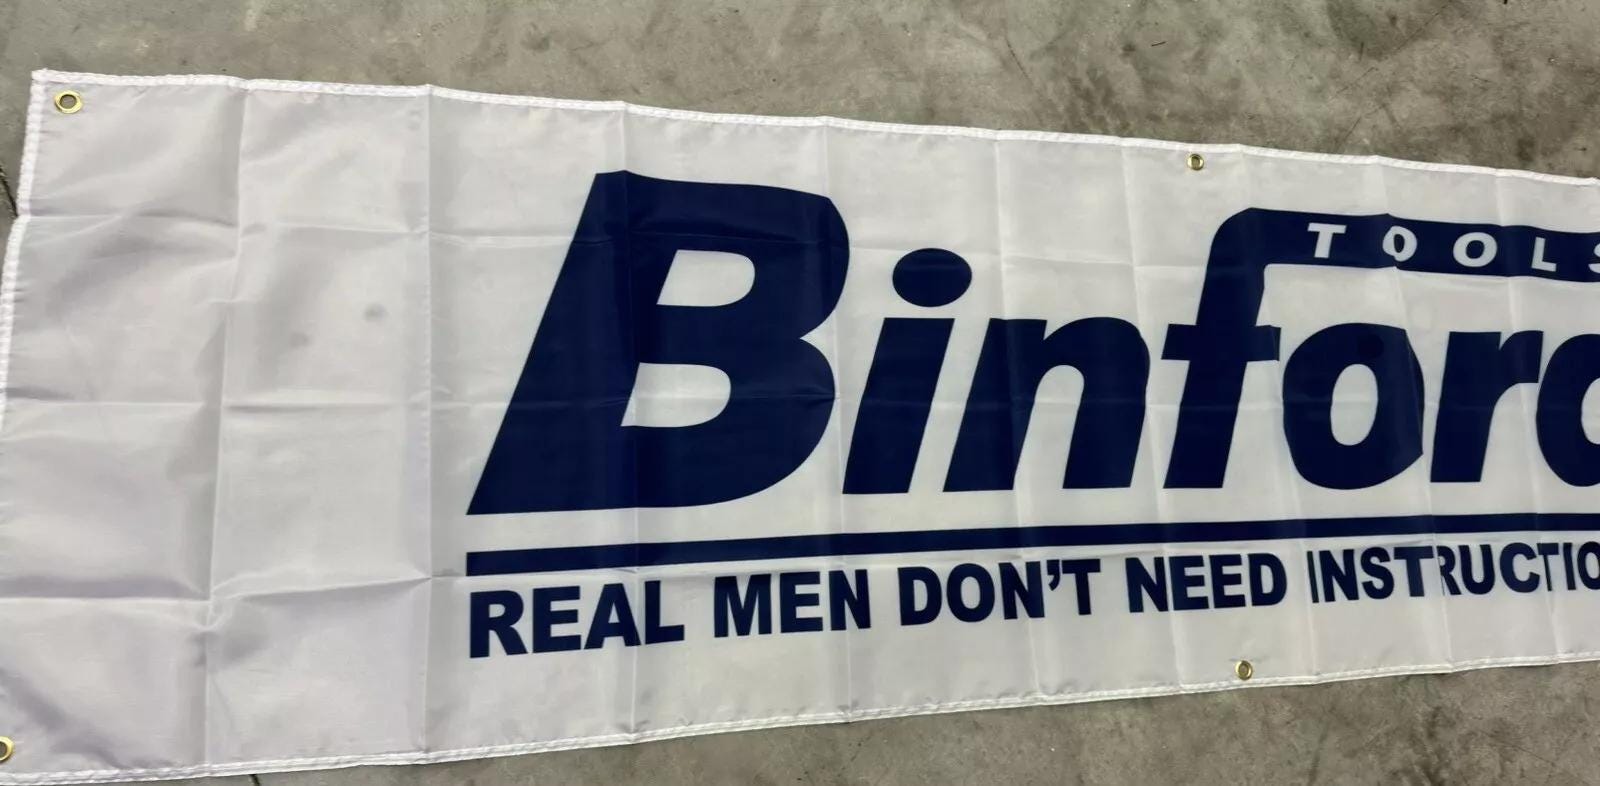 TOOLS
Binford
REAL MEN DON'T NEED INSTRUCTIO